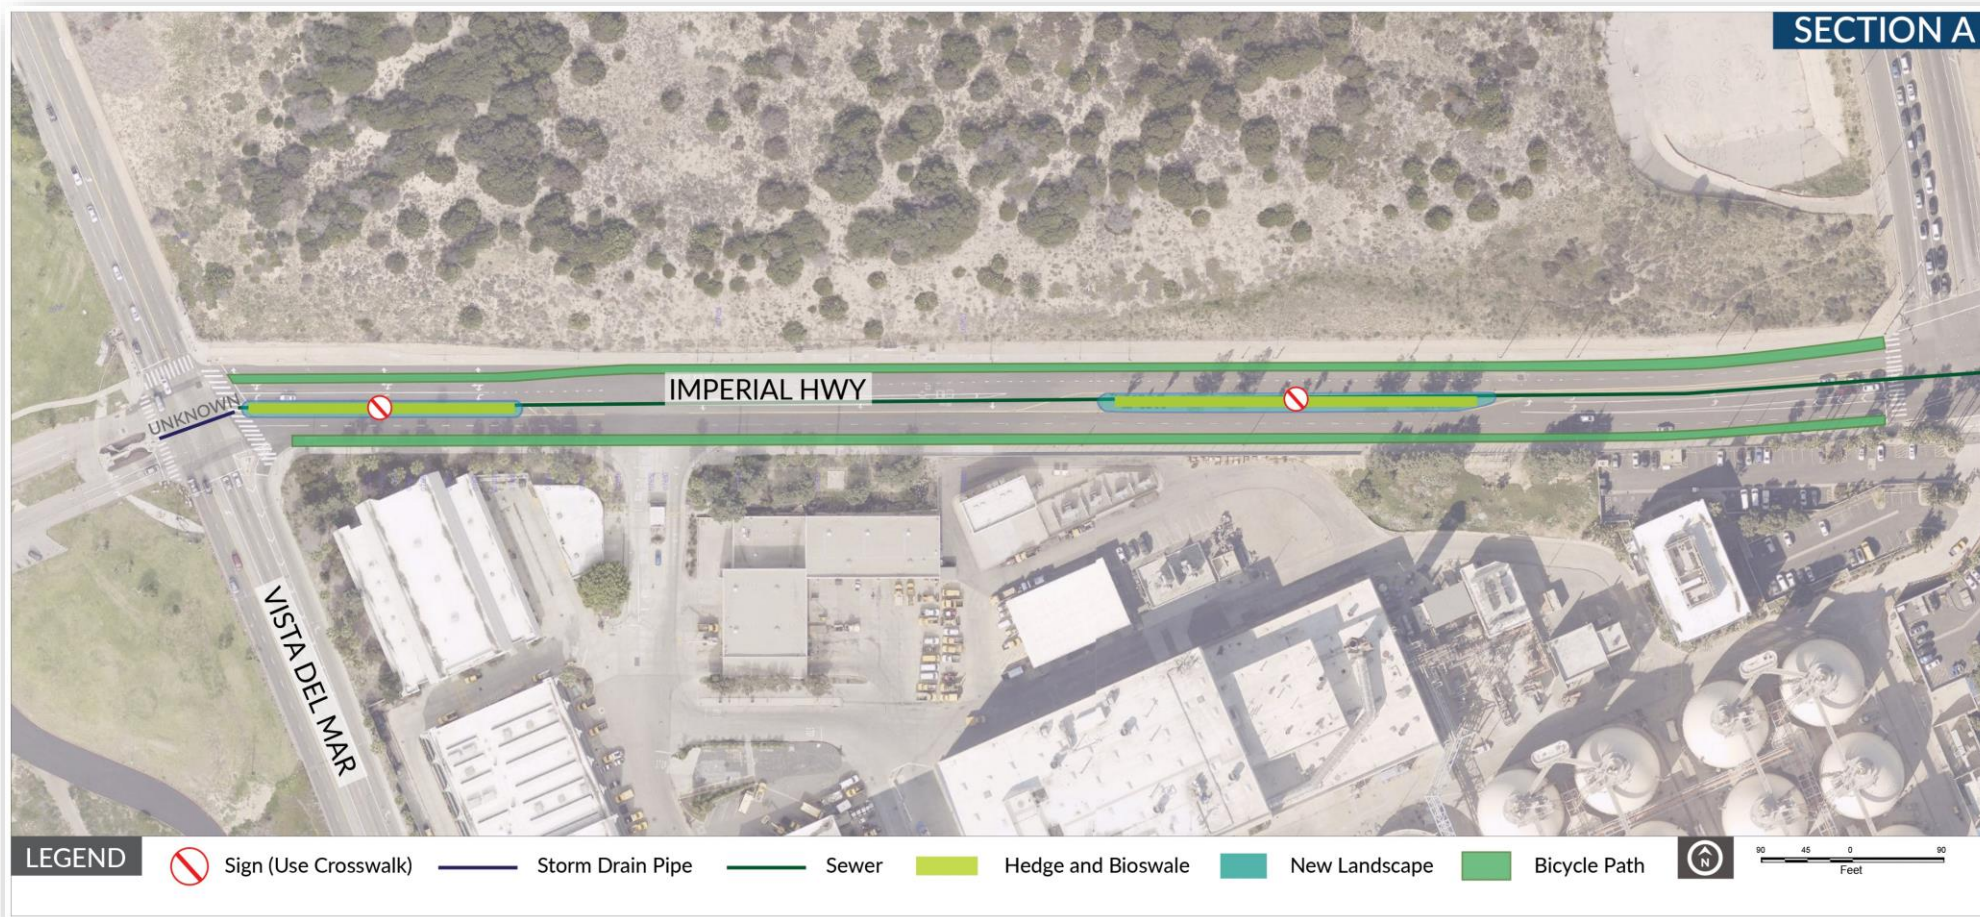 SECTION A
IMPERIAL HWY
UNKNOWN
VISTA DEL MAR
LEGEND
Sign (Use Crosswalk)
Storm Drain Pipe
Sewer
Hedge and Bioswale
New Landscape
Bicycle Path
N
90 45 0 90
Feet